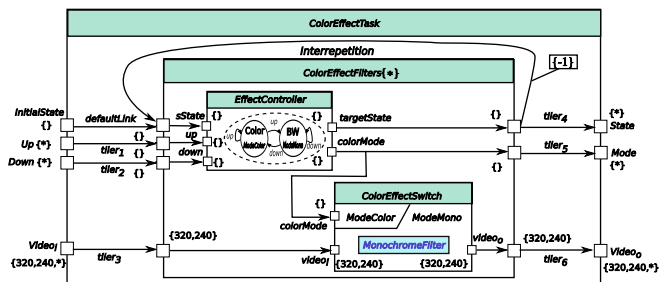 ColorEffectTask
Interrepetition
{-1}
ColorEffectFilters{*}
EffectController
InitialState
{}
defaultLink
{}
sState
{}
targetState
{}
tiler4
{*}
State
Up {*}
tiler1
{}
up
{}
Color
ModeColor
BW
ModeMono
up
up
down
down
{}
colorMode
{}
tiler5
Mode
{*}
Down {*}
tiler2
{}
down
{}
ColorEffectSwitch
{}
colorMode
ModeColor
ModeMono
MonochromeFilter
VideoI
{320,240,*}
tiler3
{320,240}
videoI
{320,240}
{320,240}
videoo
{320,240}
tiler6
Videoo
{320,240,*}